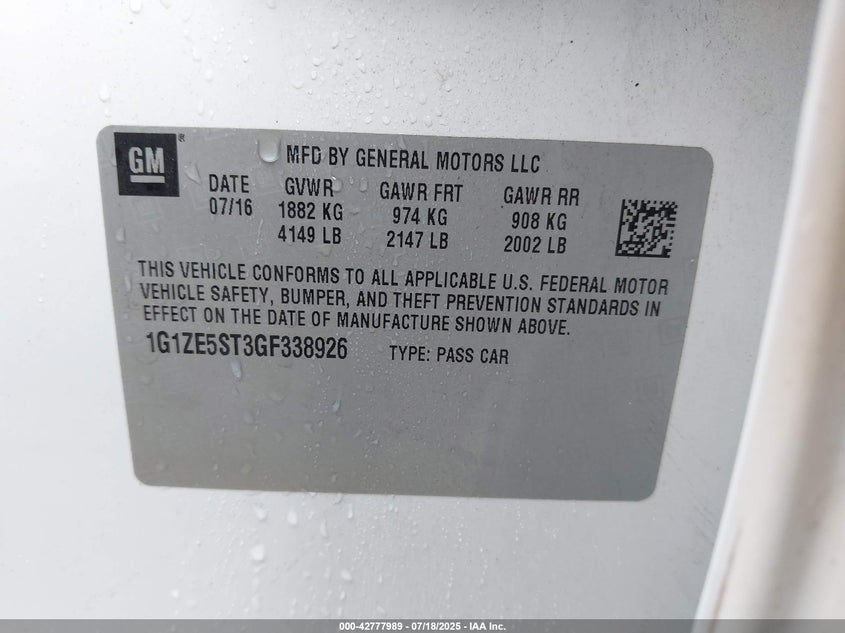 GM®
MFD BY GENERAL MOTORS LLC
DATE GVWR GAWR FRT GAWR RR
07/16 1882 KG 974 KG 908 KG
4149 LB 2147 LB 2002 LB
THIS VEHICLE CONFORMS TO ALL APPLICABLE U.S. FEDERAL MOTOR
VEHICLE SAFETY, BUMPER, AND THEFT PREVENTION STANDARDS IN
EFFECT ON THE DATE OF MANUFACTURE SHOWN ABOVE.
1G1ZE5ST3GF338926 TYPE: PASS CAR
000-42777989 - 07/18/2025 - IAA Inc.